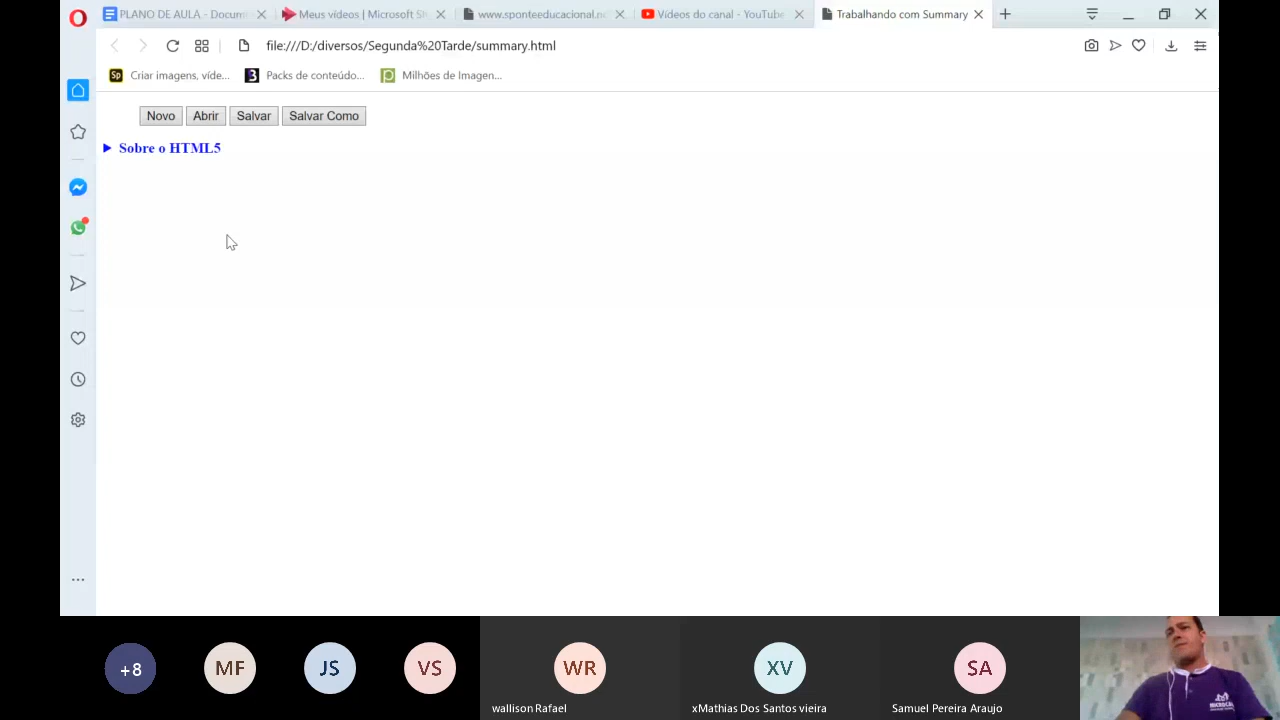 PLANO DE AULA. - Docum
Meus vídeos | Microsoft St
www.sponteeducacional.n
Vídeos do canal - YouTube
Trabalhando com Summary
file:///D:/diversos/Segunda%20Tarde/summary.html
Sp Criar imagens, víde...
Packs de conteúdo...
Milhões de Imagen...
Novo Abrir Salvar Salvar Como
Sobre o HTML5
+8
MF
JS
VS
WR
XV
SA
wallison Rafael
xMathias Dos Santos vieira
Samuel Pereira Araujo